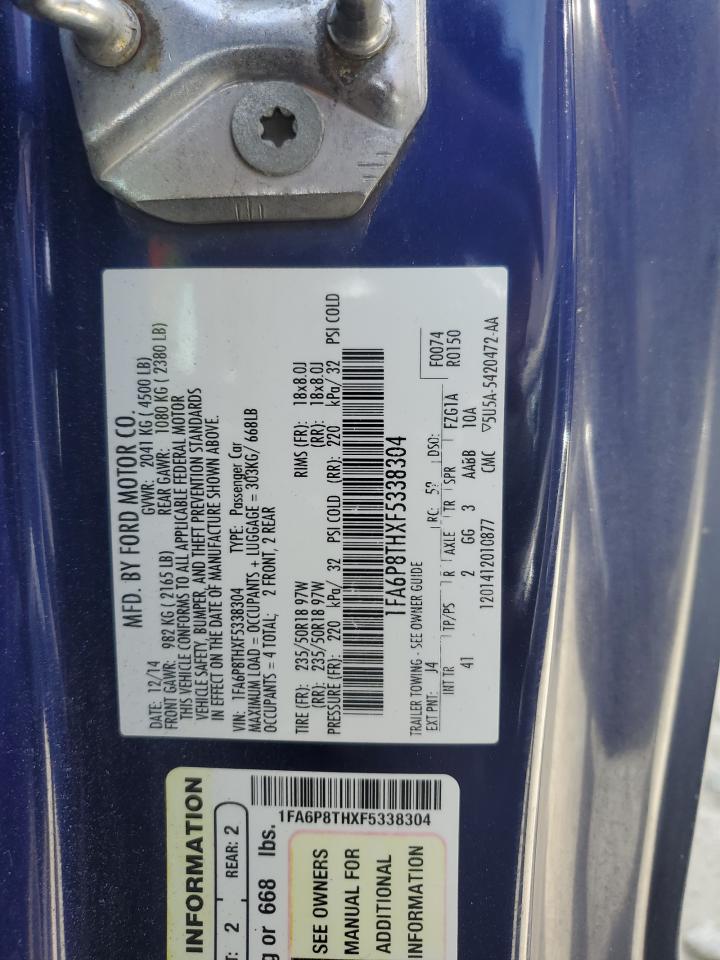 MFD. BY FORD MOTOR CO.
DATE: 12/14 GVWR: 2041 KG ( 4500 LB)
FRONT GAWR: 982 KG ( 2165 LB) REAR GAWR: 1080 KG ( 2380 LB)
THIS VEHICLE CONFORMS TO ALL APPLICABLE FEDERAL MOTOR
VEHICLE SAFETY, BUMPER, AND THEFT PREVENTION STANDARDS
IN EFFECT ON THE DATE OF MANUFACTURE SHOWN ABOVE.
VIN: 1FA6P8THXF5338304 TYPE: Passenger Car
MAXIMUM LOAD = OCCUPANTS + LUGGAGE = 303KG/ 668LB
OCCUPANTS = 4 TOTAL; 2 FRONT, 2 REAR
TIRE (FR): 235/50R18 97W RIMS (FR): 18x8.0J
(RR): 235/50R18 97W (RR): 18x8.0J
PRESSURE (FR): 220 kPa/ 32 PSI COLD (RR): 220 kPa/ 32 PSI COLD
1FA6P8THXF5338304
TRAILER TOWING - SEE OWNER GUIDE F0074
EXT PNT: J4 RC: 5? DSO: R0150
INT TR TP/PS R AXLE TR SPR FZG1A
41 2 GG 3 AABB 10A
1201412010877 CMC ▽5U5A-5420472-AA
INFORMATION
2 REAR: 2
or 668 lbs.
1FA6P8THXF5338304
SEE OWNERS
MANUAL FOR
ADDITIONAL
INFORMATION